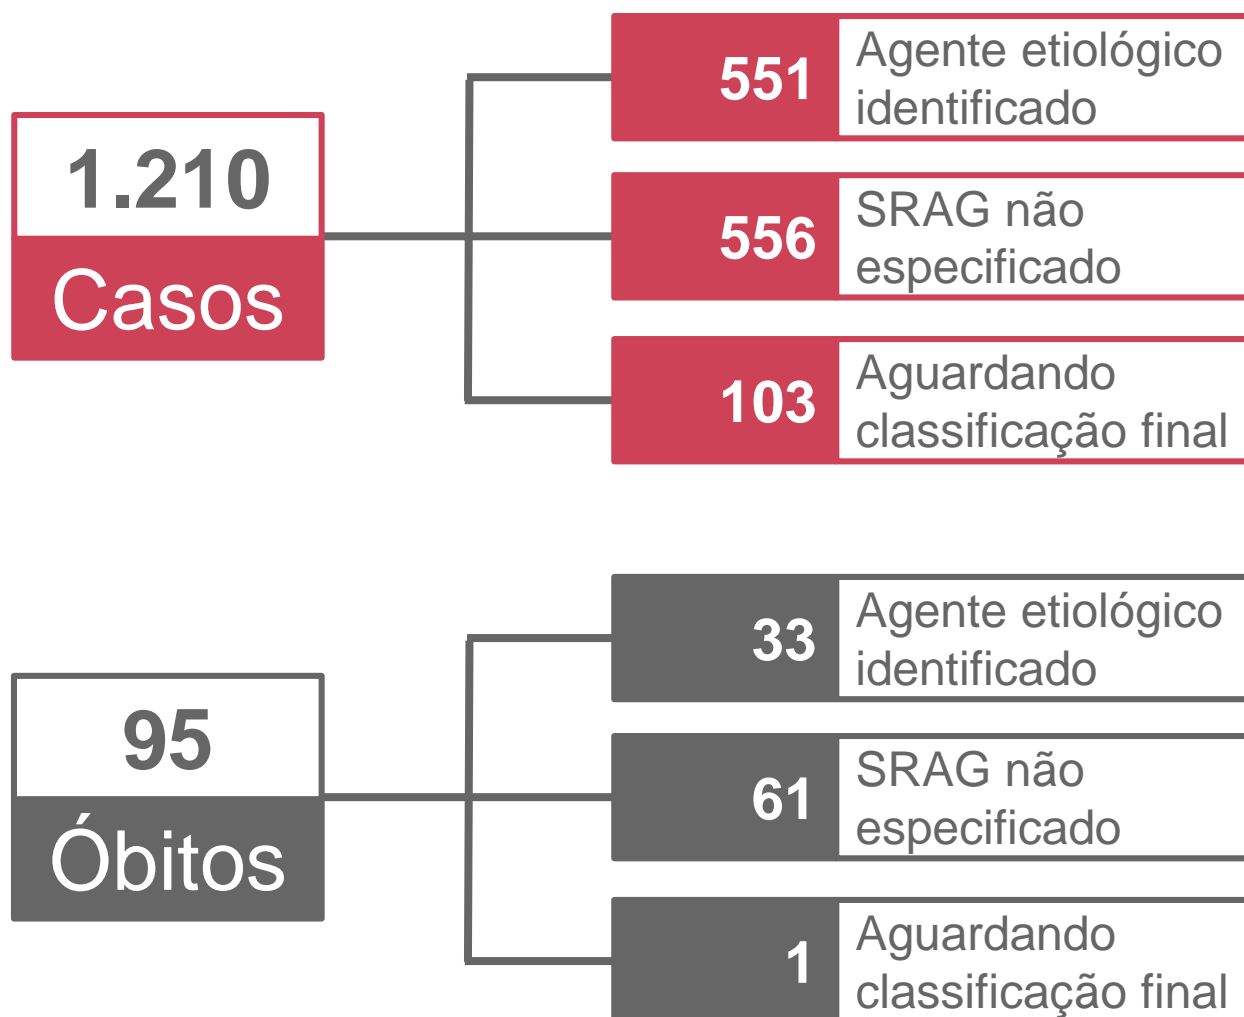 1.210
Casos
551
Agente etiológico
identificado
556
SRAG não
especificado
103
Aguardando
classificação final
95
Óbitos
33
Agente etiológico
identificado
61
SRAG não
especificado
1
Aguardando
classificação final